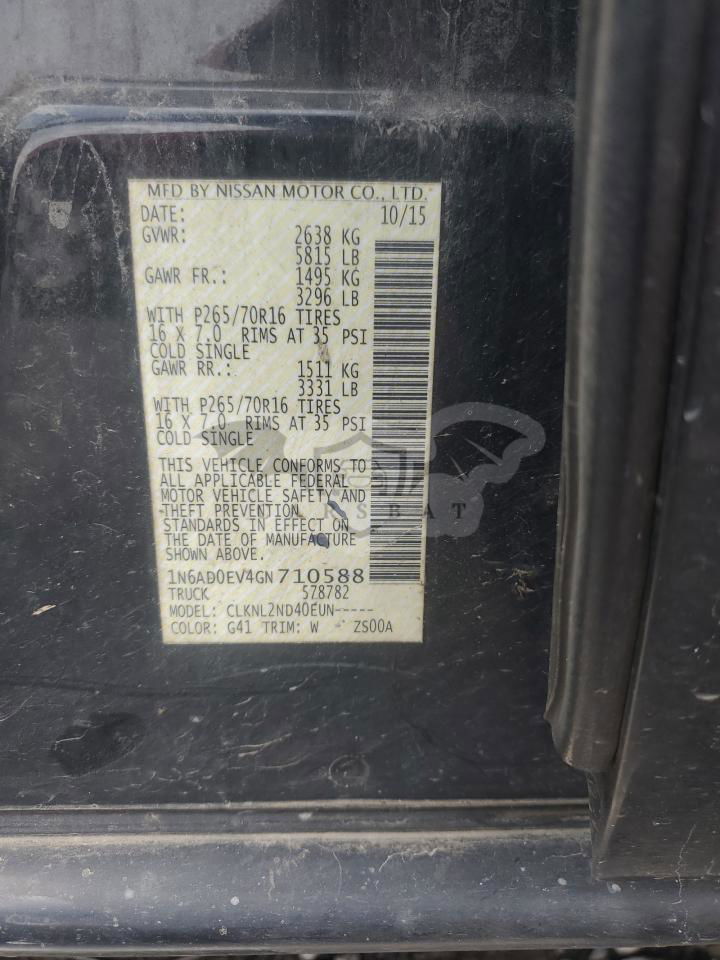 MFD BY NISSAN MOTOR CO., LTD.
DATE: 10/15
GVWR: 2638 KG
5815 LB
GAWR FR.: 1495 KG
3296 LB
WITH P265/70R16 TIRES
16 X 7.0 RIMS AT 35 PSI
COLD SINGLE
GAWR RR.: 1511 KG
3331 LB
WITH P265/70R16 TIRES
16 X 7.0 RIMS AT 35 PSI
COLD SINGLE
THIS VEHICLE CONFORMS TO
ALL APPLICABLE FEDERAL
MOTOR VEHICLE SAFETY AND
THEFT PREVENTION
STANDARDS IN EFFECT ON
THE DATE OF MANUFACTURE
SHOWN ABOVE.
1N6AD0EV4GN710588
TRUCK 578782
MODEL: CLKNL2ND40EUN-----
COLOR: G41 TRIM: W ZS00A